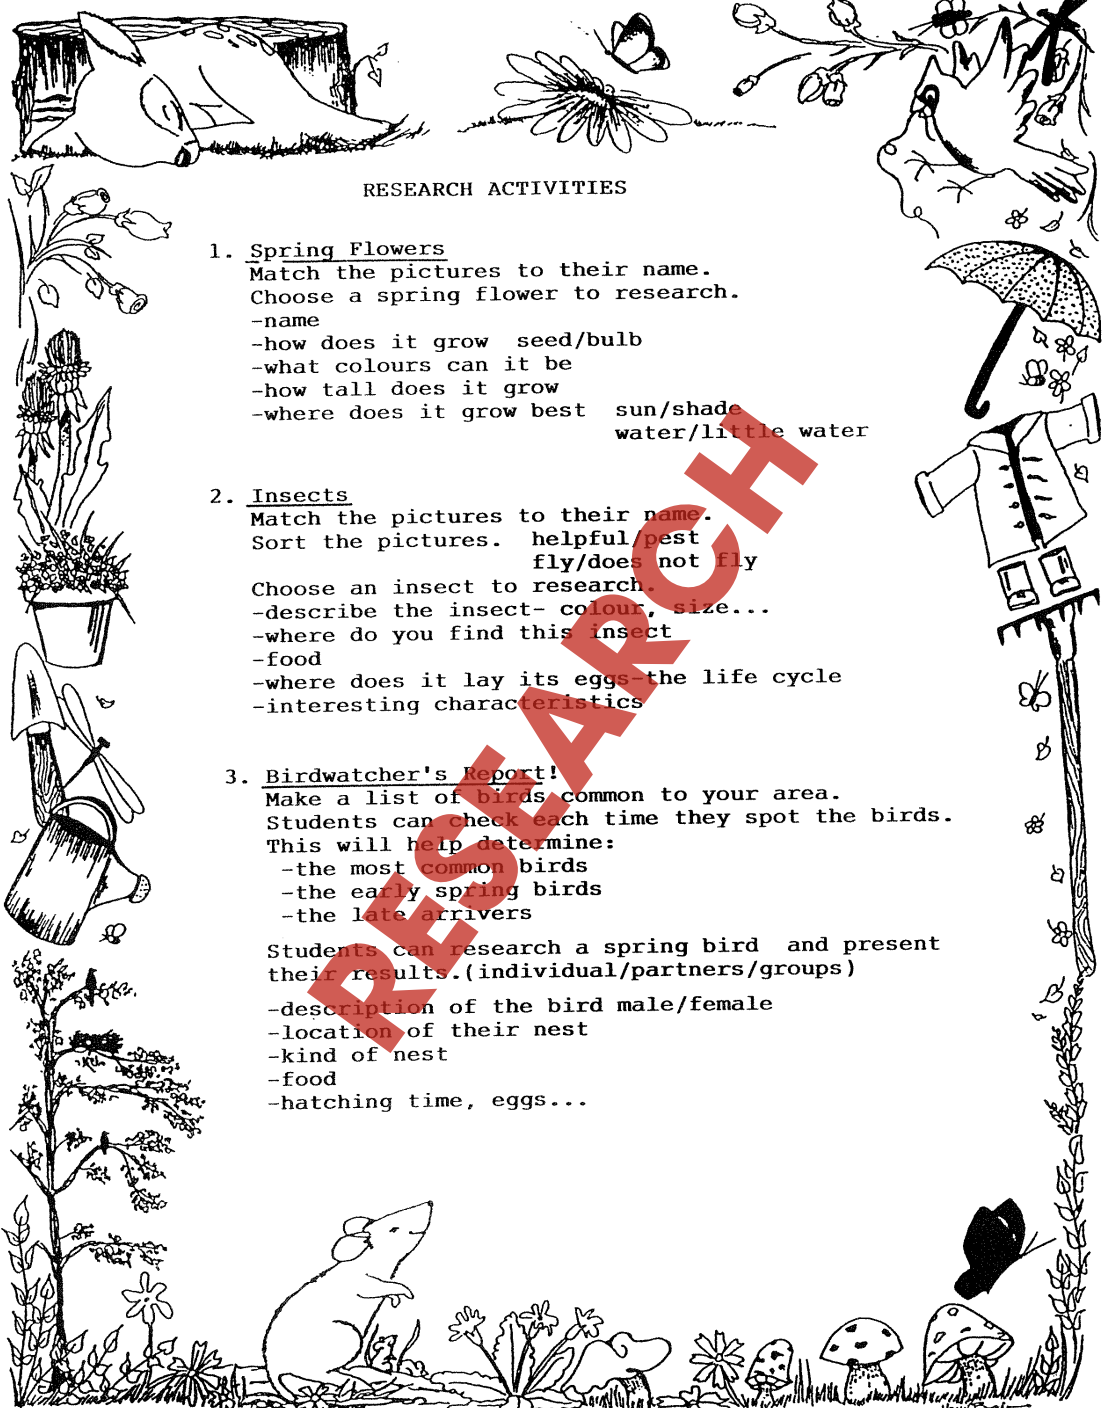 RESEARCH ACTIVITIES
1. Spring Flowers
Match the pictures to their name.
Choose a spring flower to research.
-name
-how does it grow seed/bulb
-what colours can it be
-how tall does it grow
-where does it grow best sun/shade
water/little water
2. Insects
Match the pictures to their name.
Sort the pictures. helpful/pest
fly/does not fly
Choose an insect to research.
-describe the insect- colour, size...
-where do you find this insect
-food
-where does it lay its eggs-the life cycle
-interesting characteristics
3. Birdwatcher's Report!
Make a list of birds common to your area.
Students can check each time they spot the birds.
This will help determine:
-the most common birds
-the early spring birds
-the late arrivers
Students can research a spring bird and present
their results.(individual/partners/groups)
-description of the bird male/female
-location of their nest
-kind of nest
-food
-hatching time, eggs...
RESEARCH